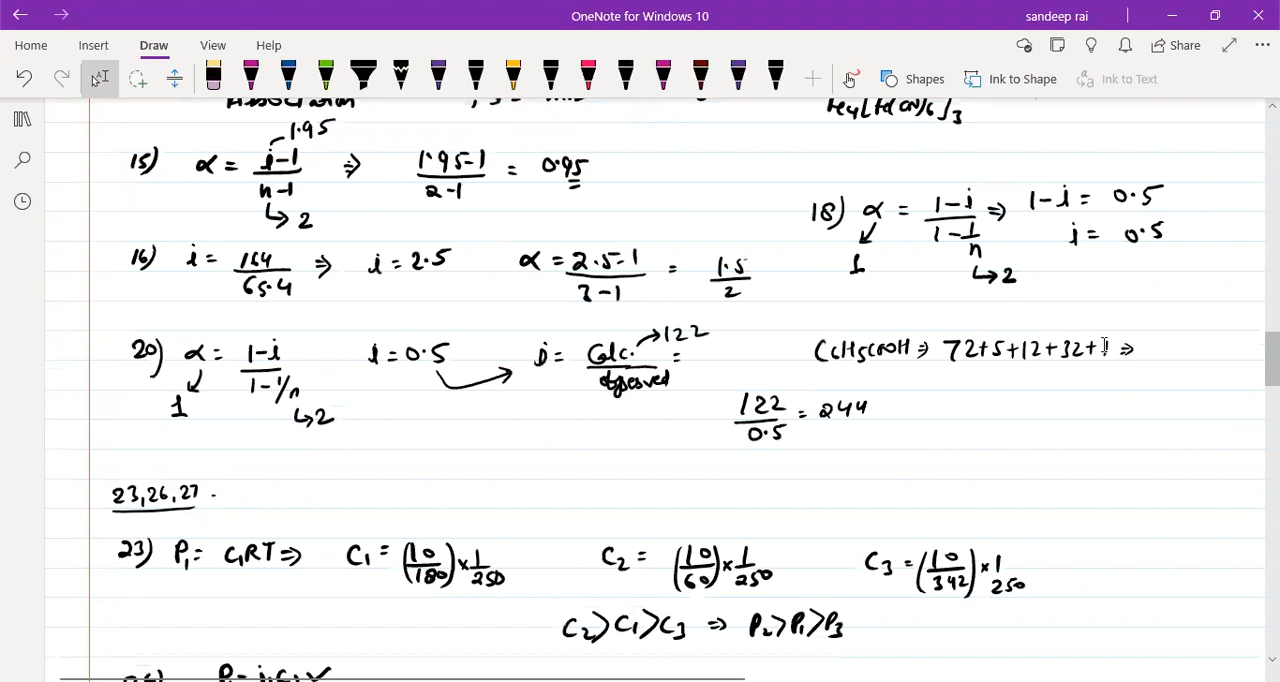 OneNote for Windows 10
sandeep rai
Home Insert Draw View Help
Share
Shapes Ink to Shape Ink to Text
1.95
15) α = i-1/n-1 ⇒ 1.95-1/2-1 = 0.95
↳ 2
18) α = 1-i/1-1/n ⇒ 1-i = 0.5
i = 0.5
1 ↳ 2
16) i = 164/65.4 ⇒ i = 2.5 α = 2.5-1/3-1 = 1.5/2
20) α = 1-i/1-1/n i = 0.5 i = Calc./observed = → 122
1 ↳ 2
C6H5COOH ⇒ 72+5+12+32+1 ⇒
122/0.5 = 244
23,26,27 .
23) P1 = C1RT ⇒ C1 = (10/180) × 1/250 C2 = (10/60) × 1/250 C3 = (10/342) × 1/250
C2 > C1 > C3 ⇒ P2 > P1 > P3